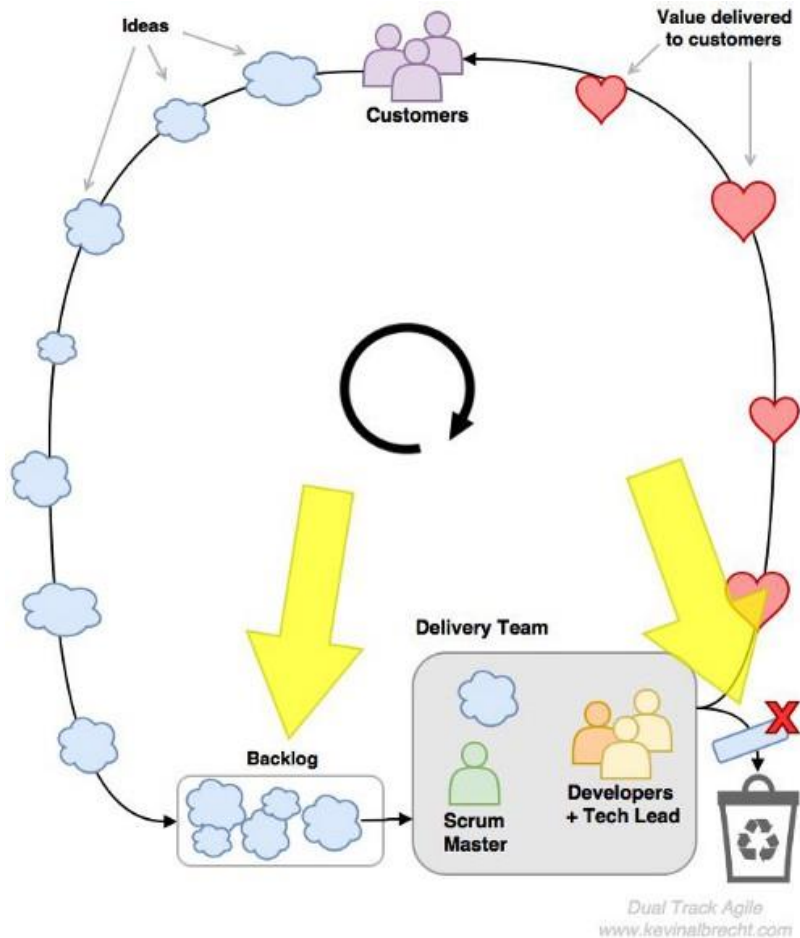 Ideas
Value delivered
to customers
Customers
Delivery Team
Backlog
Scrum
Master
Developers
+ Tech Lead
X
Dual Track Agile
www.kevinalbrecht.com